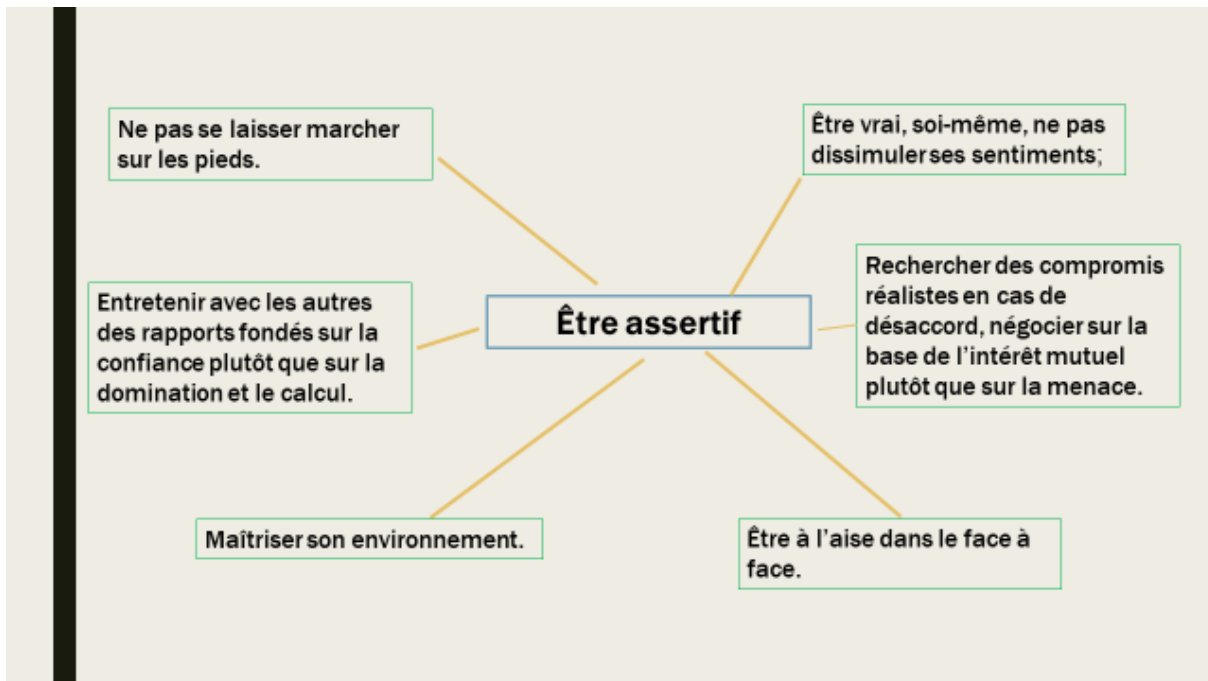 Ne pas se laisser marcher
sur les pieds.
Être vrai, soi-même, ne pas
dissimuler ses sentiments;
Entretenir avec les autres
des rapports fondés sur la
confiance plutôt que sur la
domination et le calcul.
Être assertif
Rechercher des compromis
réalistes en cas de
désaccord, négocier sur la
base de l’intérêt mutuel
plutôt que sur la menace.
Maîtriser son environnement.
Être à l’aise dans le face à
face.